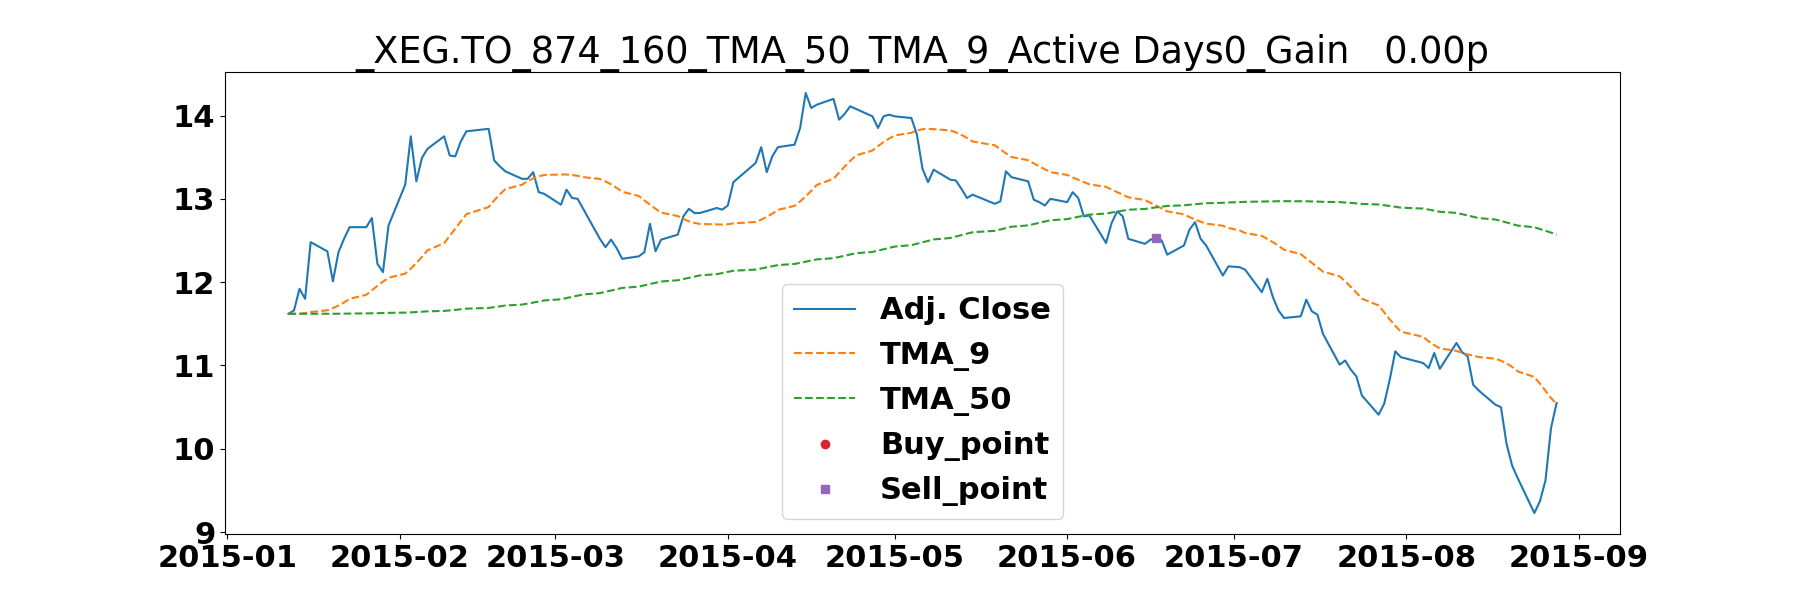 _XEG.TO_874_160_TMA_50_TMA_9_Active Days0_Gain   0.00p
14
13
12
11
10
9
Adj. Close
TMA_9
TMA_50
Buy_point
Sell_point
2015-01 2015-02 2015-03 2015-04 2015-05 2015-06 2015-07 2015-08 2015-09